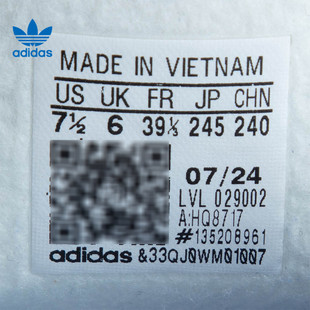 adidas
MADE IN VIETNAM
US UK FR JP CHN
7½ 6 39⅓ 245 240
07/24
LVL 029002
A:HQ8717
#135208961
adidas &33QJ0WM01007